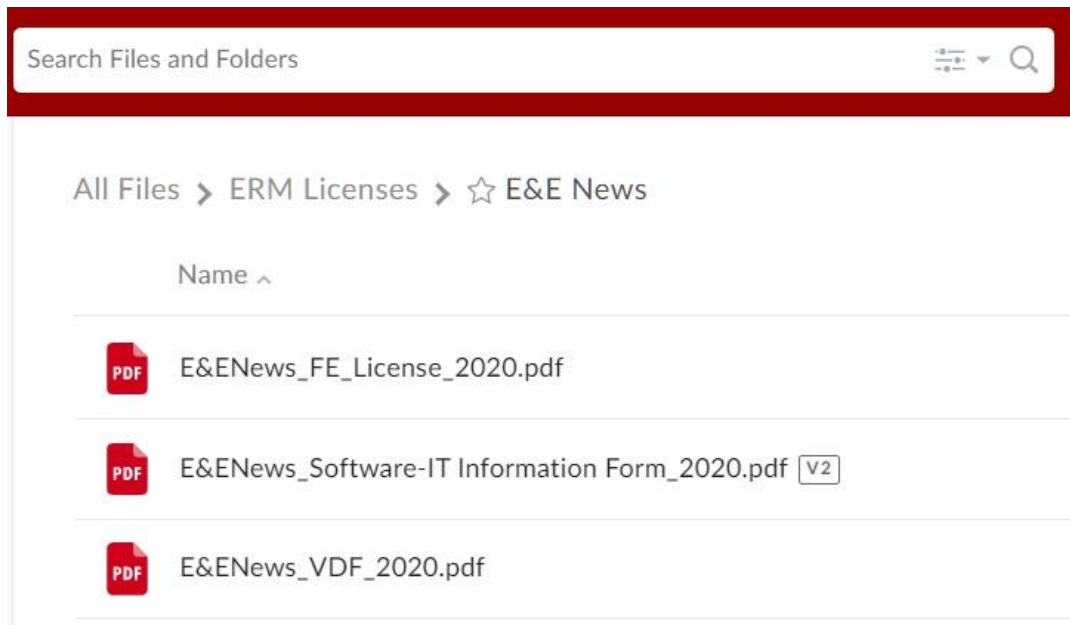 Search Files and Folders
All Files > ERM Licenses > ☆ E&E News
Name
PDF E&ENews_FE_License_2020.pdf
PDF E&ENews_Software-IT Information Form_2020.pdf V2
PDF E&ENews_VDF_2020.pdf